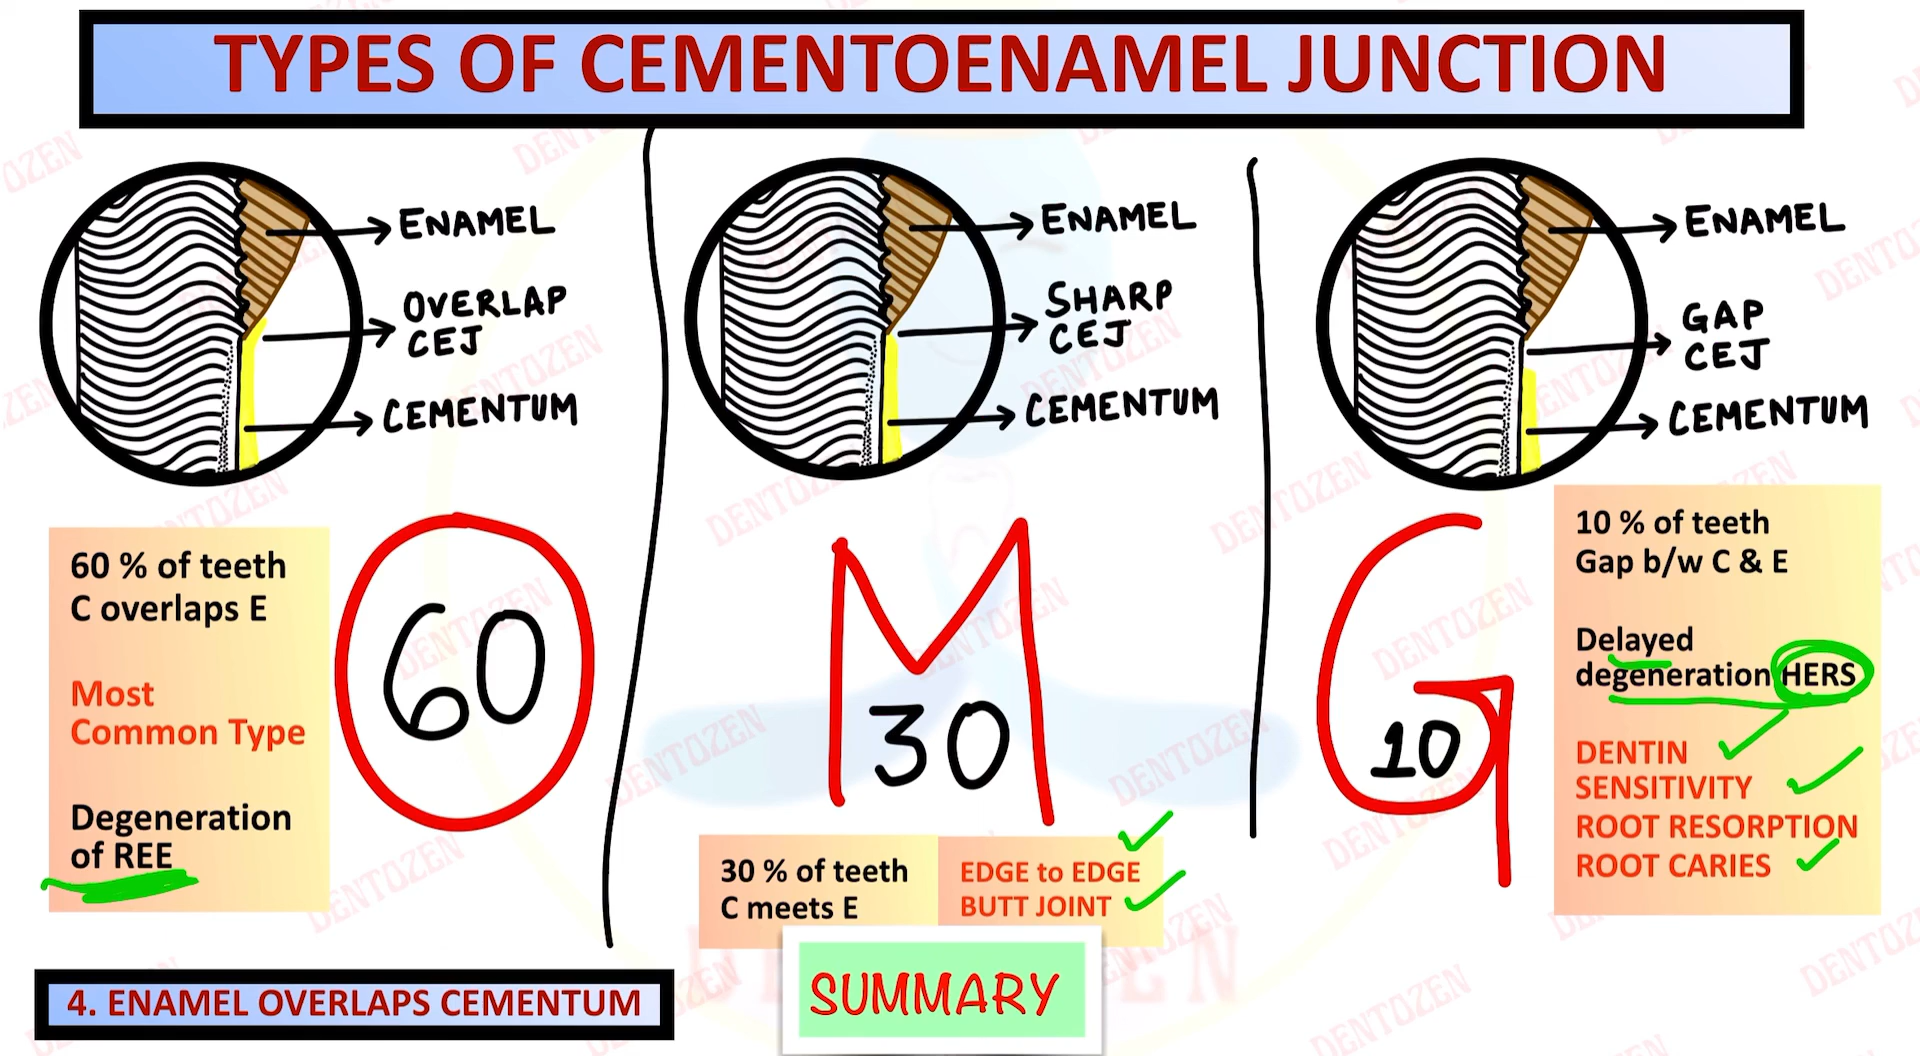 TYPES OF CEMENTOENAMEL JUNCTION
ENAMEL
OVERLAP
CEJ
CEMENTUM
60 % of teeth
C overlaps E
Most
Common Type
Degeneration
of REE
60
ENAMEL
SHARP
CEJ
CEMENTUM
M
30
30 % of teeth
C meets E
EDGE to EDGE
BUTT JOINT
ENAMEL
GAP
CEJ
CEMENTUM
G
10
10 % of teeth
Gap b/w C & E
Delayed
degeneration HERS
DENTIN
SENSITIVITY
ROOT RESORPTION
ROOT CARIES
4. ENAMEL OVERLAPS CEMENTUM
SUMMARY
DENTOZEN